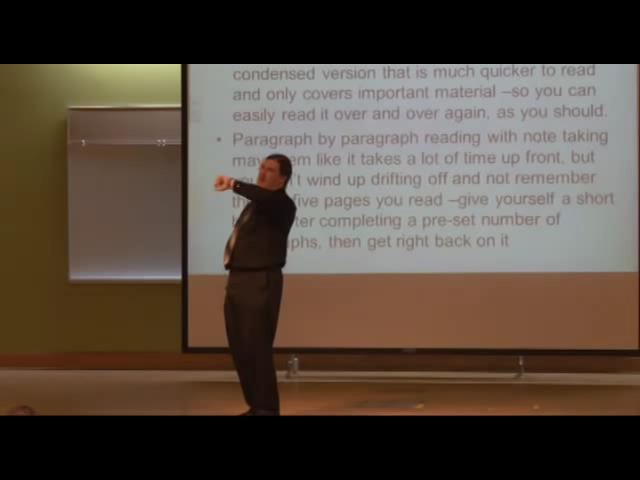 condensed version that is much quicker to read
and only covers important material –so you can
easily read it over and over again, as you should.
• Paragraph by paragraph reading with note taking
like it takes a lot of time up front, but
't wind up drifting off and not remember
five pages you read –give yourself a short
completing a pre-set number of
then get right back on it